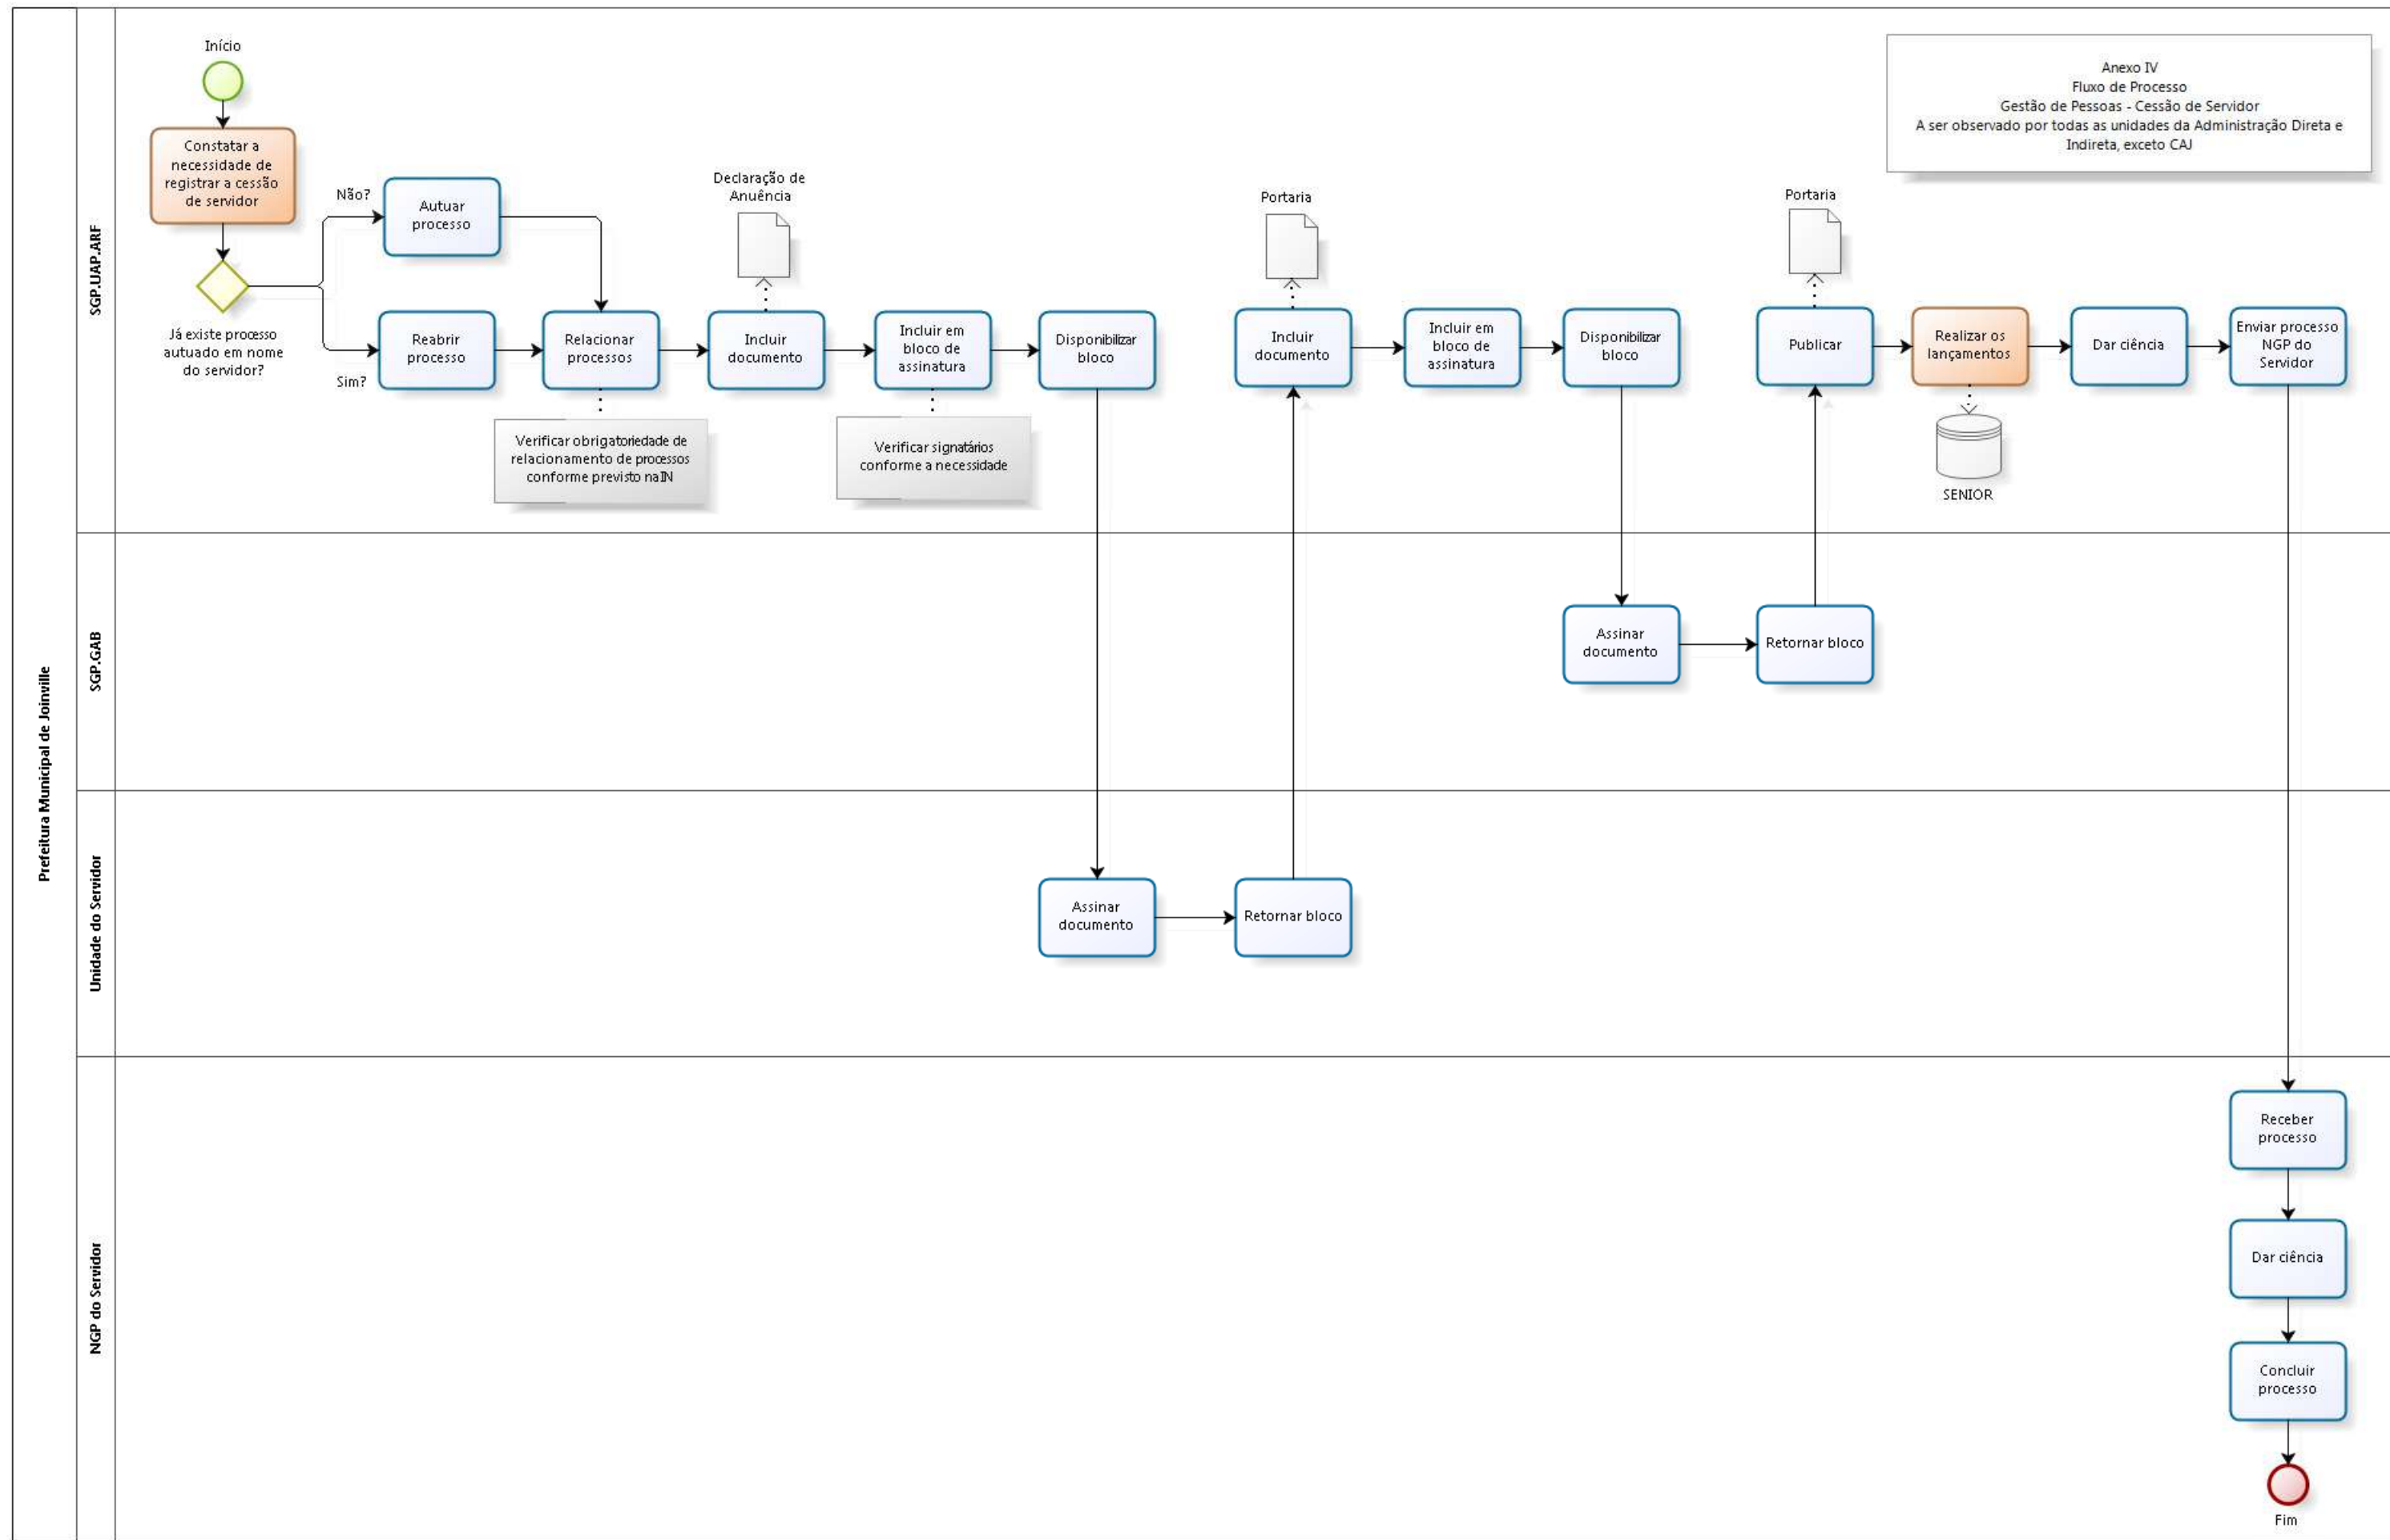 Prefeitura Municipal de Joinville
SGP.UAP.ARF
Início
Constatar a
necessidade de
registrar a cessão
de servidor
Já existe processo
autuado em nome
do servidor?
Não?
Sim?
Autuar
processo
Reabrir
processo
Relacionar
processos
Verificar obrigatoriedade de
relacionamento de processos
conforme previsto na IN
Declaração de
Anuência
Incluir
documento
Incluir em
bloco de
assinatura
Verificar signatários
conforme a necessidade
Disponibilizar
bloco
Portaria
Incluir
documento
Incluir em
bloco de
assinatura
Disponibilizar
bloco
Portaria
Publicar
Realizar os
lançamentos
SENIOR
Dar ciência
Enviar processo
NGP do
Servidor
Anexo IV
Fluxo de Processo
Gestão de Pessoas - Cessão de Servidor
A ser observado por todas as unidades da Administração Direta e
Indireta, exceto CAJ
SGP.GAB
Assinar
documento
Retornar bloco
Unidade do Servidor
Assinar
documento
Retornar bloco
NGP do Servidor
Receber
processo
Dar ciência
Concluir
processo
Fim